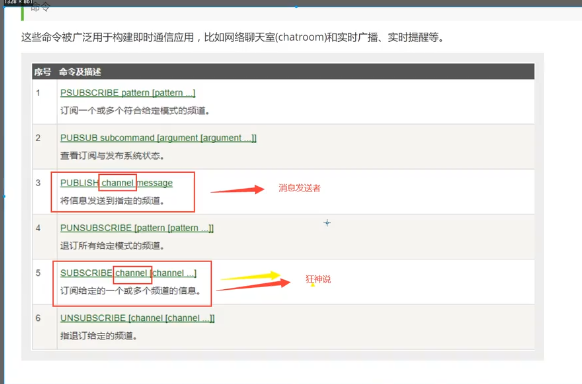 命令
这些命令被广泛用于构建即时通信应用，比如网络聊天室(chatroom)和实时广播、实时提醒等。
序号 命令及描述
1 PSUBSCRIBE pattern [pattern ...]
订阅一个或多个符合给定模式的频道。
2 PUBSUB subcommand [argument [argument ...]]
查看订阅与发布系统状态。
3 PUBLISH channel message
将信息发送到指定的频道。
消息发送者
4 PUNSUBSCRIBE [pattern [pattern ...]]
退订所有给定模式的频道。
5 SUBSCRIBE channel [channel ...]
订阅给定的一个或多个频道的信息。
狂神说
6 UNSUBSCRIBE [channel [channel ...]]
指退订给定的频道。